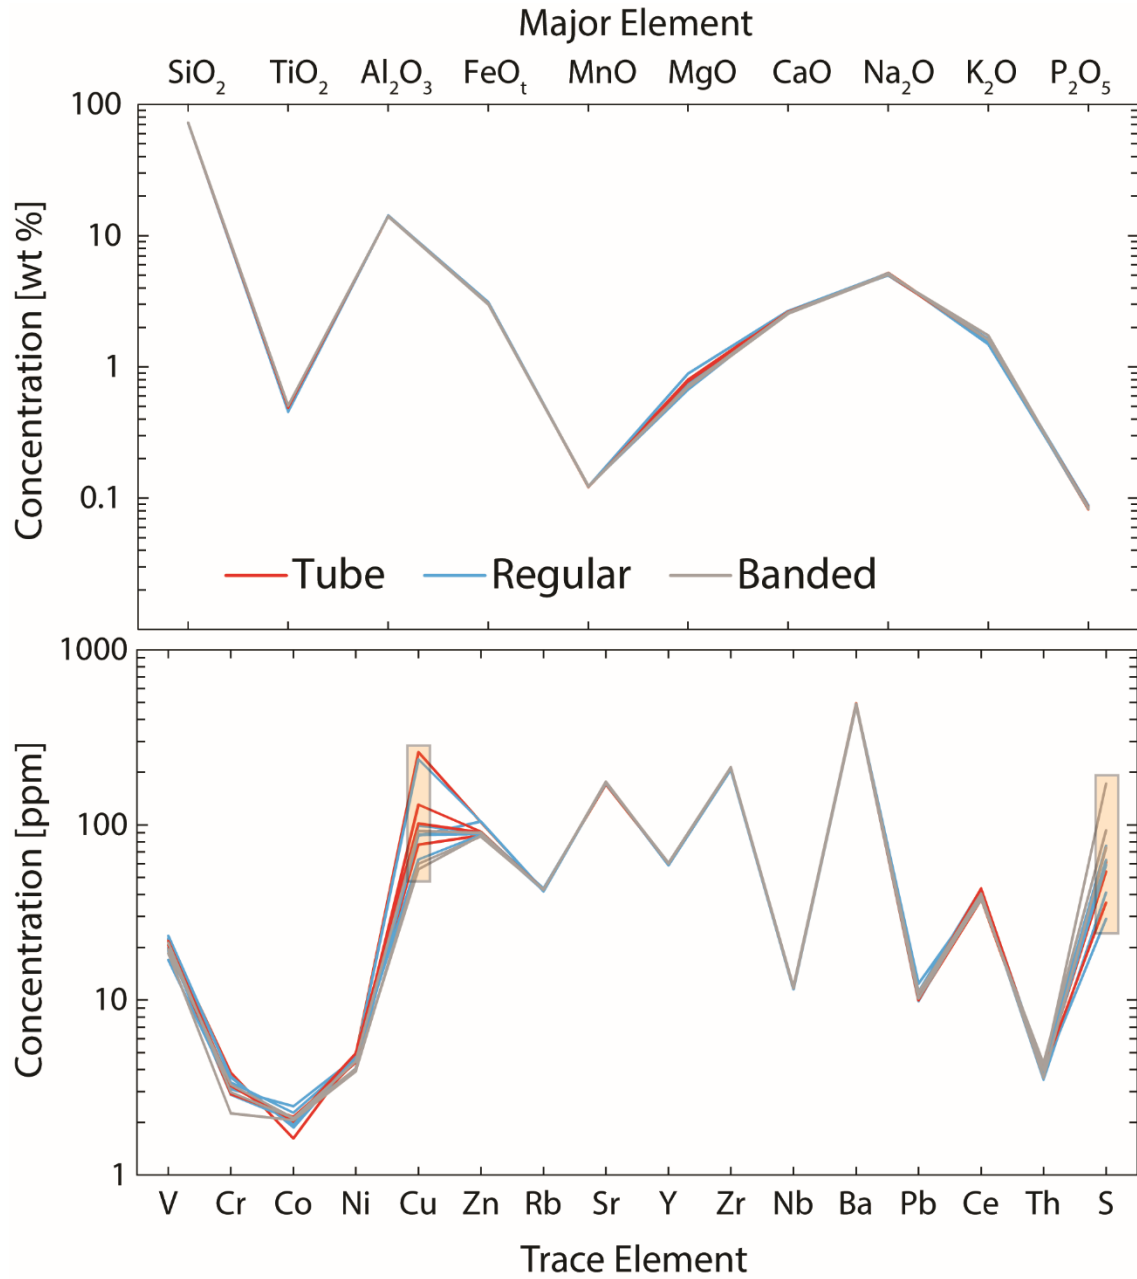 Major Element
SiO₂ TiO₂ Al₂O₃ FeOₜ MnO MgO CaO Na₂O K₂O P₂O₅
Concentration [wt %]
100
10
1
0.1
Tube Regular Banded
Concentration [ppm]
1000
100
10
1
V Cr Co Ni Cu Zn Rb Sr Y Zr Nb Ba Pb Ce Th S
Trace Element